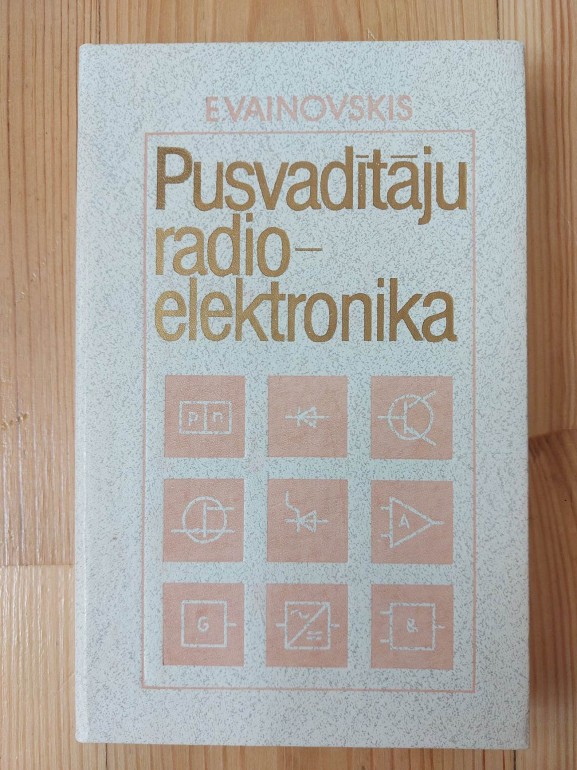 E.VAINOVSKIS
Pusvadītāju
radio-
elektronika
p n
A
G
&